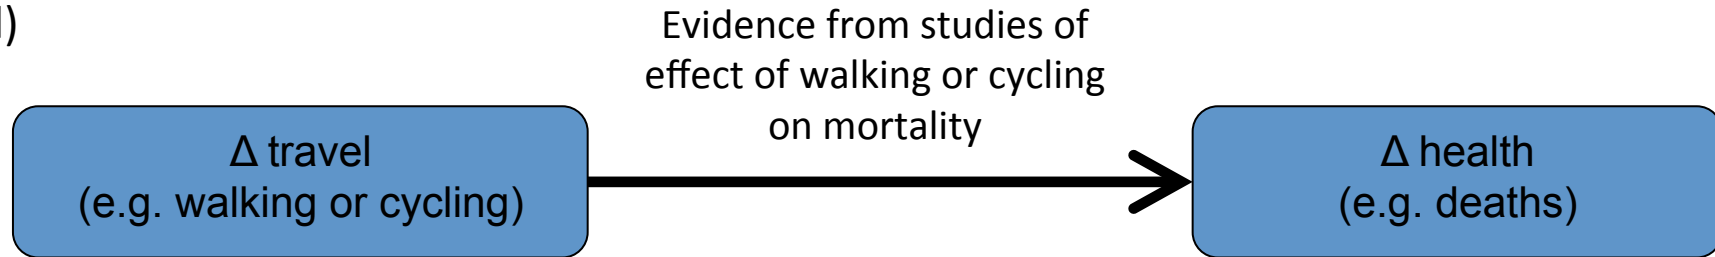 Evidence from studies of
effect of walking or cycling
on mortality
Δ travel
(e.g. walking or cycling)
Δ health
(e.g. deaths)